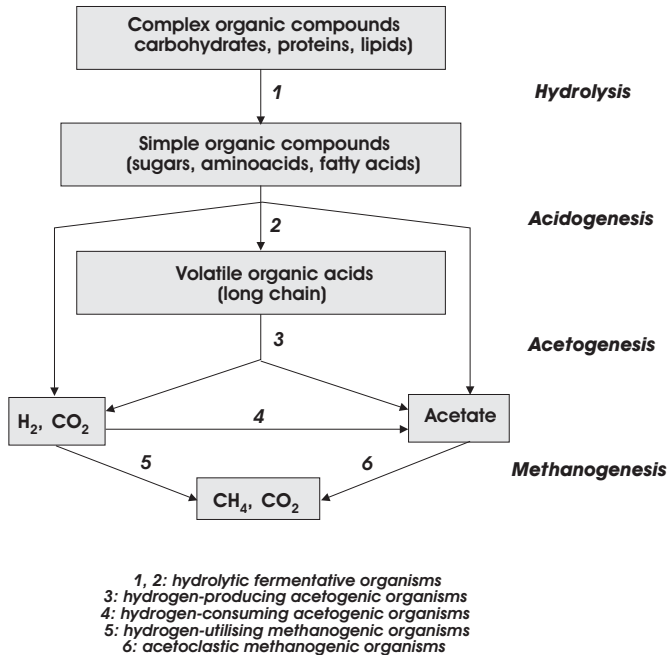 Complex organic compounds
carbohydrates, proteins, lipids)
1
Hydrolysis
Simple organic compounds
(sugars, aminoacids, fatty acids)
2
Acidogenesis
Volatile organic acids
(long chain)
3
Acetogenesis
H₂, CO₂
4
Acetate
5
6
Methanogenesis
CH₄, CO₂
1, 2: hydrolytic fermentative organisms
3: hydrogen-producing acetogenic organisms
4: hydrogen-consuming acetogenic organisms
5: hydrogen-utilising methanogenic organisms
6: acetoclastic methanogenic organisms